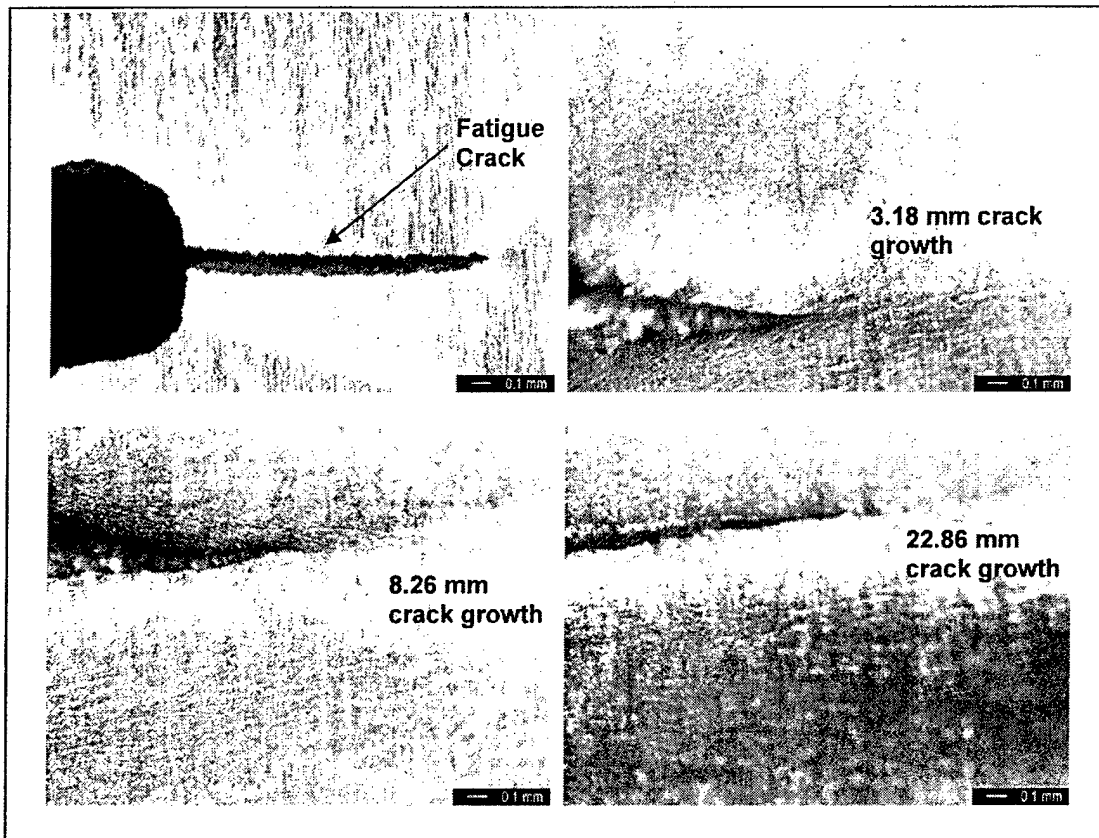 Fatigue
Crack
0.1 mm
3.18 mm crack
growth
0.1 mm
8.26 mm
crack growth
0.1 mm
22.86 mm
crack growth
0.1 mm